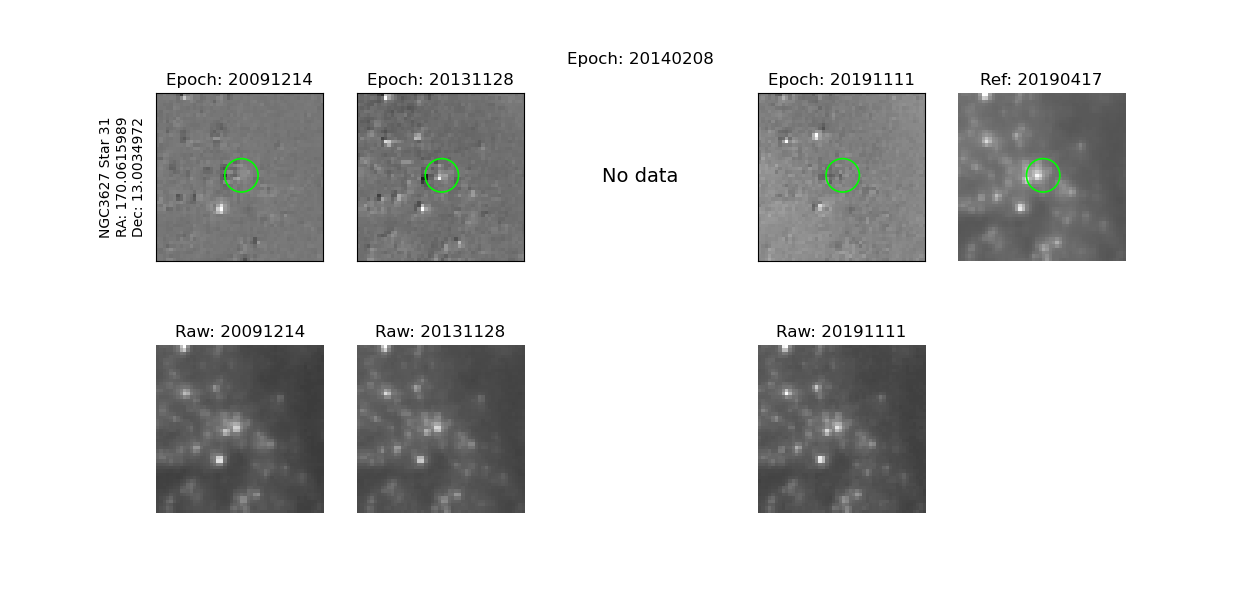 Epoch: 20140208
Epoch: 20091214
Epoch: 20131128
Epoch: 20191111
Ref: 20190417
NGC3627 Star 31
RA: 170.0615989
Dec: 13.0034972
No data
Raw: 20091214
Raw: 20131128
Raw: 20191111